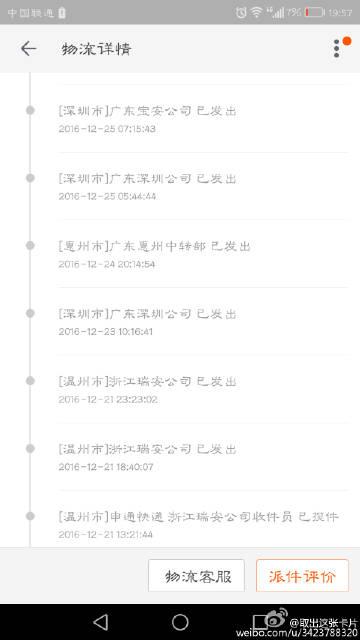 中国联通 7% 19:57
物流详情
[深圳市]广东宝安公司 已发出
2016-12-25 07:15:43
[深圳市]广东深圳公司 已发出
2016-12-25 05:44:44
[惠州市]广东惠州中转部 已发出
2016-12-24 20:14:54
[深圳市]广东深圳公司 已发出
2016-12-23 10:16:41
[温州市]浙江瑞安公司 已发出
2016-12-21 23:23:02
[温州市]浙江瑞安公司 已发出
2016-12-21 18:40:07
[温州市]申通快递 浙江瑞安公司收件员 已揽件
2016-12-21 13:21:44
物流客服 派件评价
@取出这张卡片
weibo.com/u/3423788320